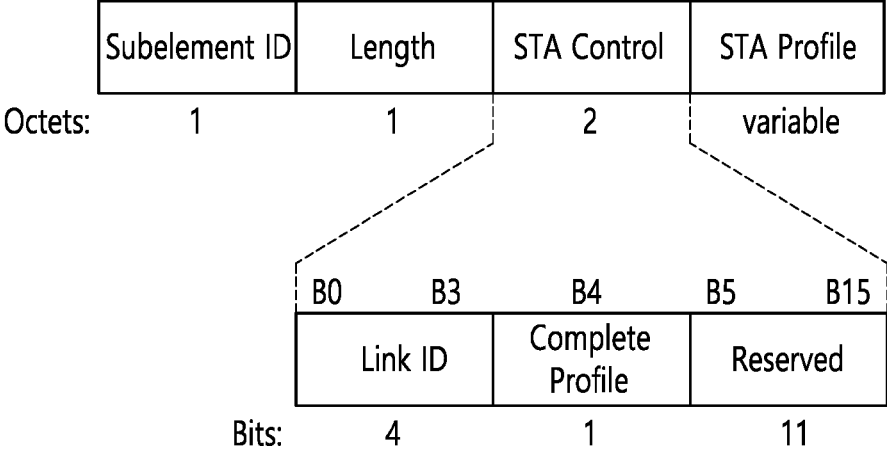 Subelement ID Length STA Control STA Profile
Octets: 1 1 2 variable
B0 B3 B4 B5 B15
Link ID Complete Profile Reserved
Bits: 4 1 11